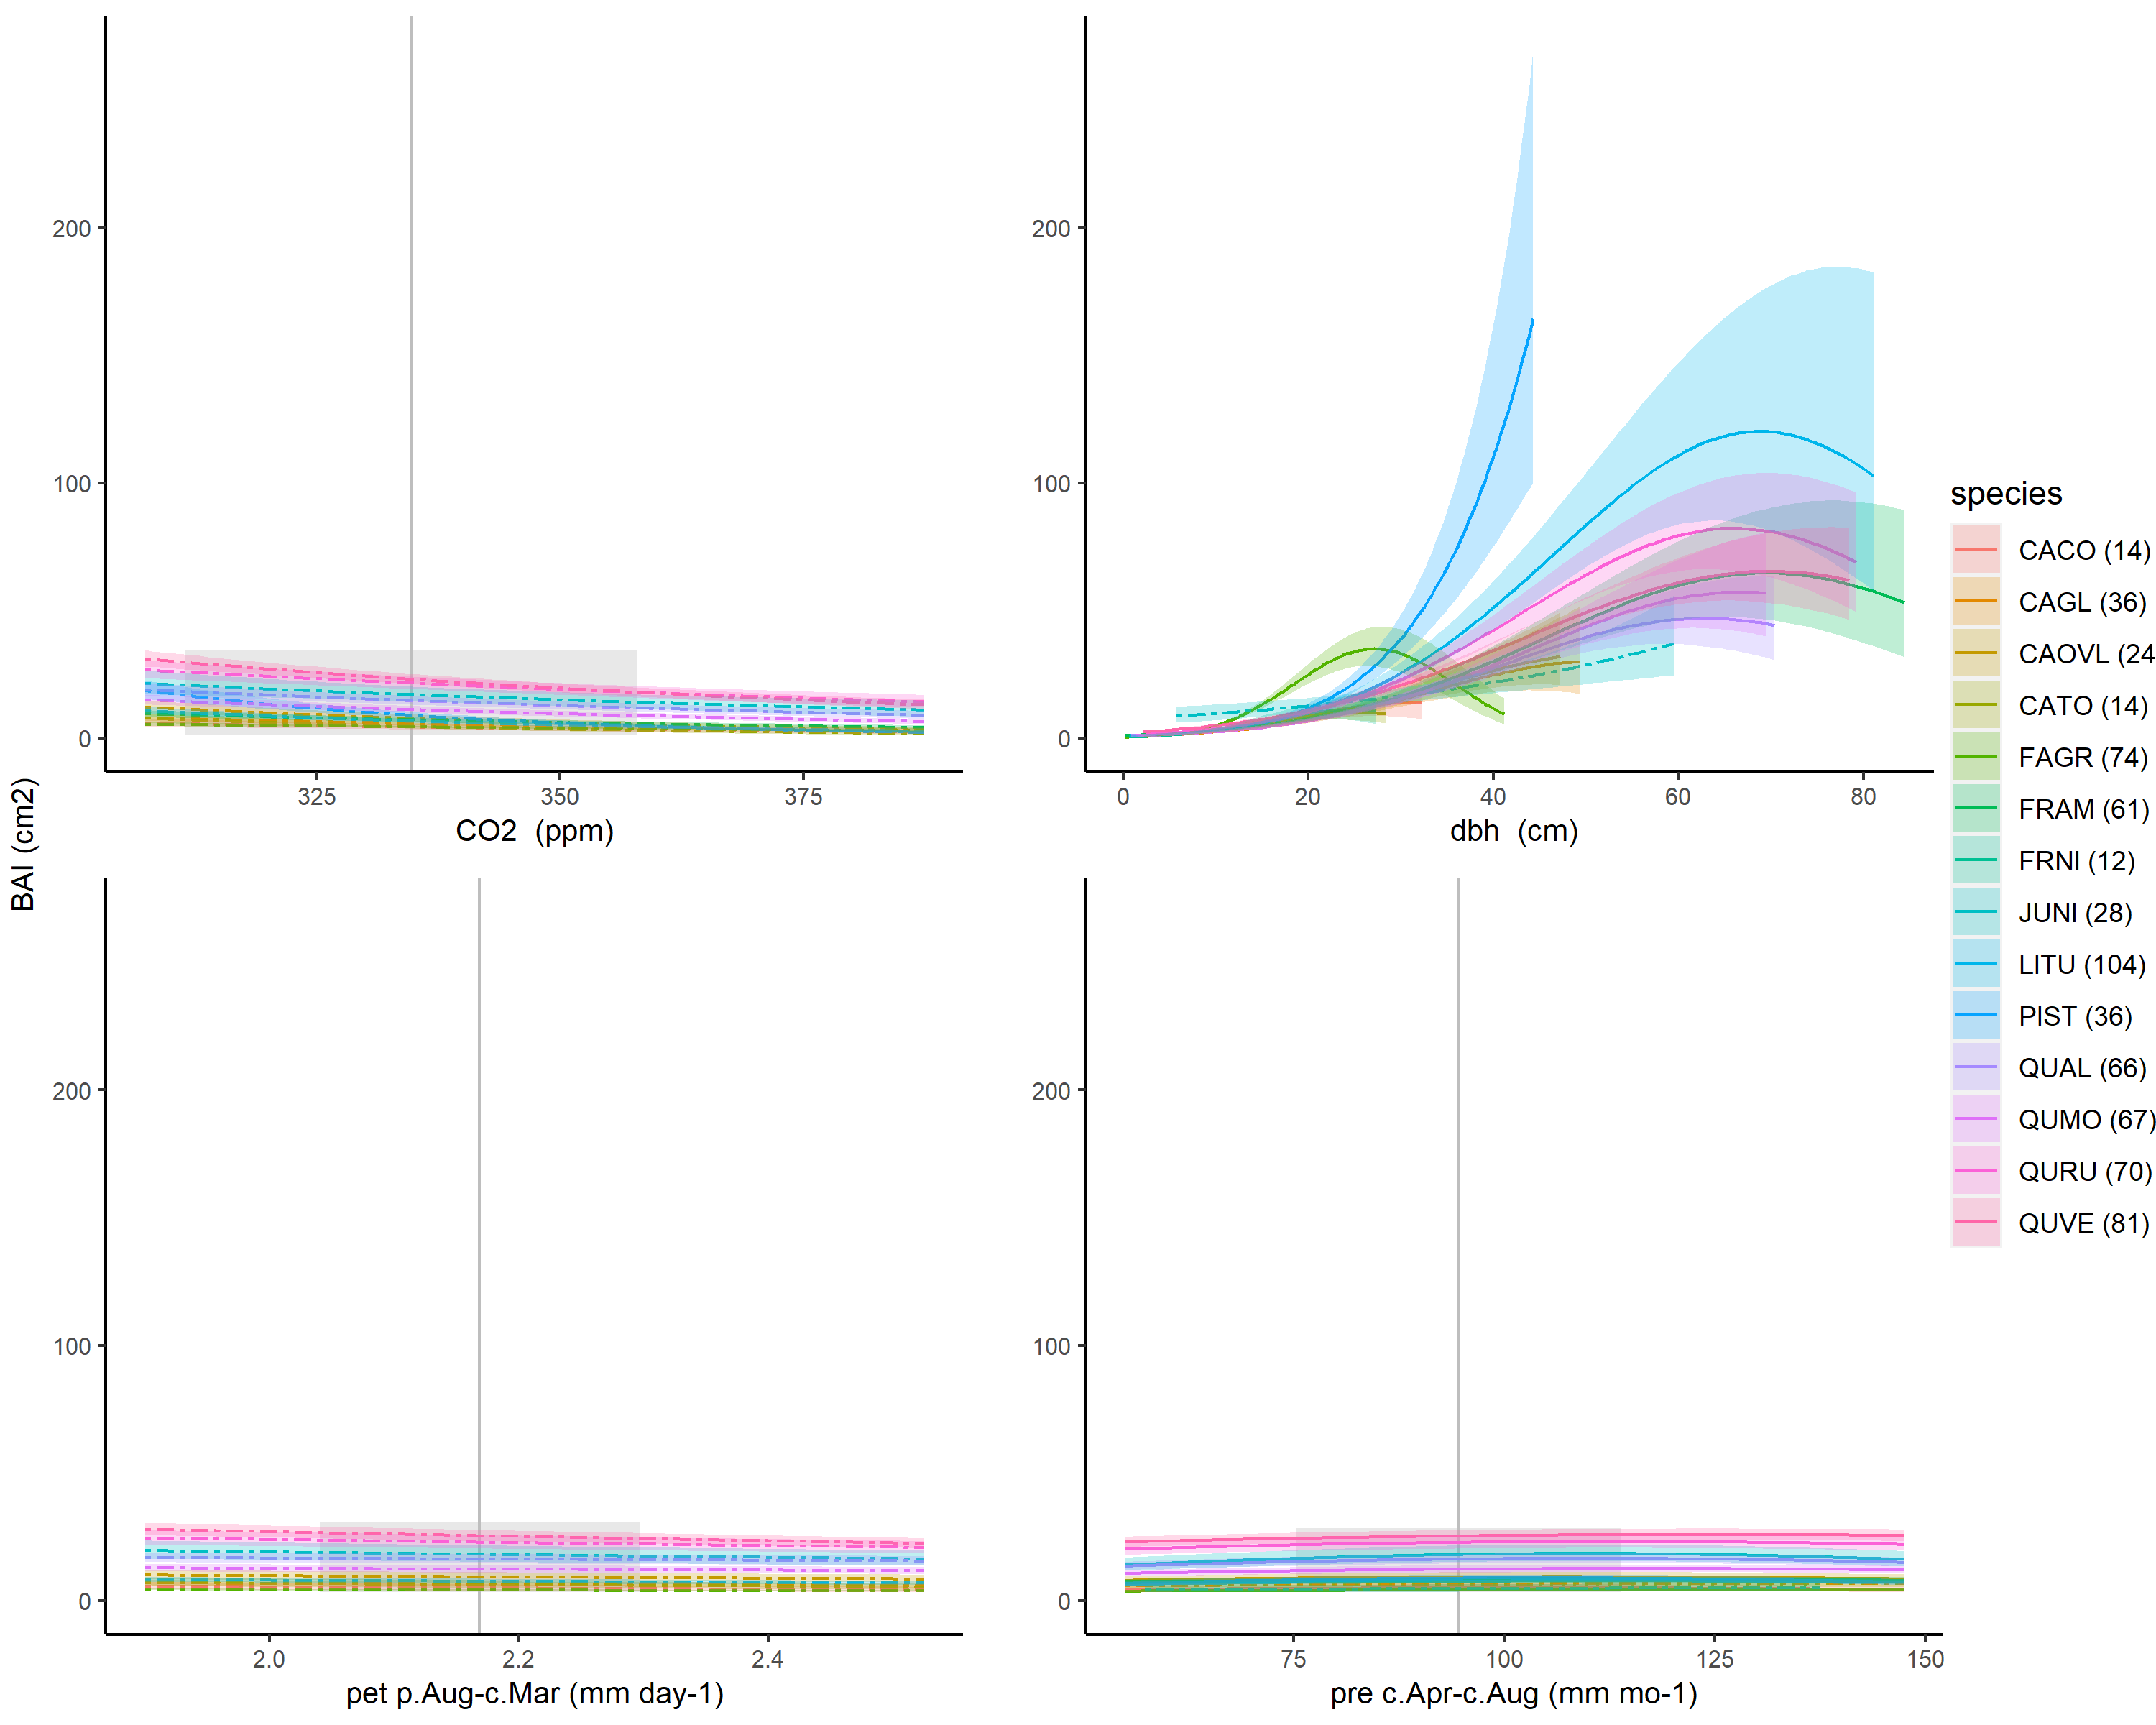 200
100
0
325 350 375
CO2 (ppm)
200
100
0
0 20 40 60 80
dbh (cm)
BAI (cm2)
200
100
0
2.0 2.2 2.4
pet p.Aug-c.Mar (mm day-1)
200
100
0
75 100 125 150
pre c.Apr-c.Aug (mm mo-1)
species
CACO (14)
CAGL (36)
CAOVL (24
CATO (14)
FAGR (74)
FRAM (61)
FRNI (12)
JUNI (28)
LITU (104)
PIST (36)
QUAL (66)
QUMO (67)
QURU (70)
QUVE (81)